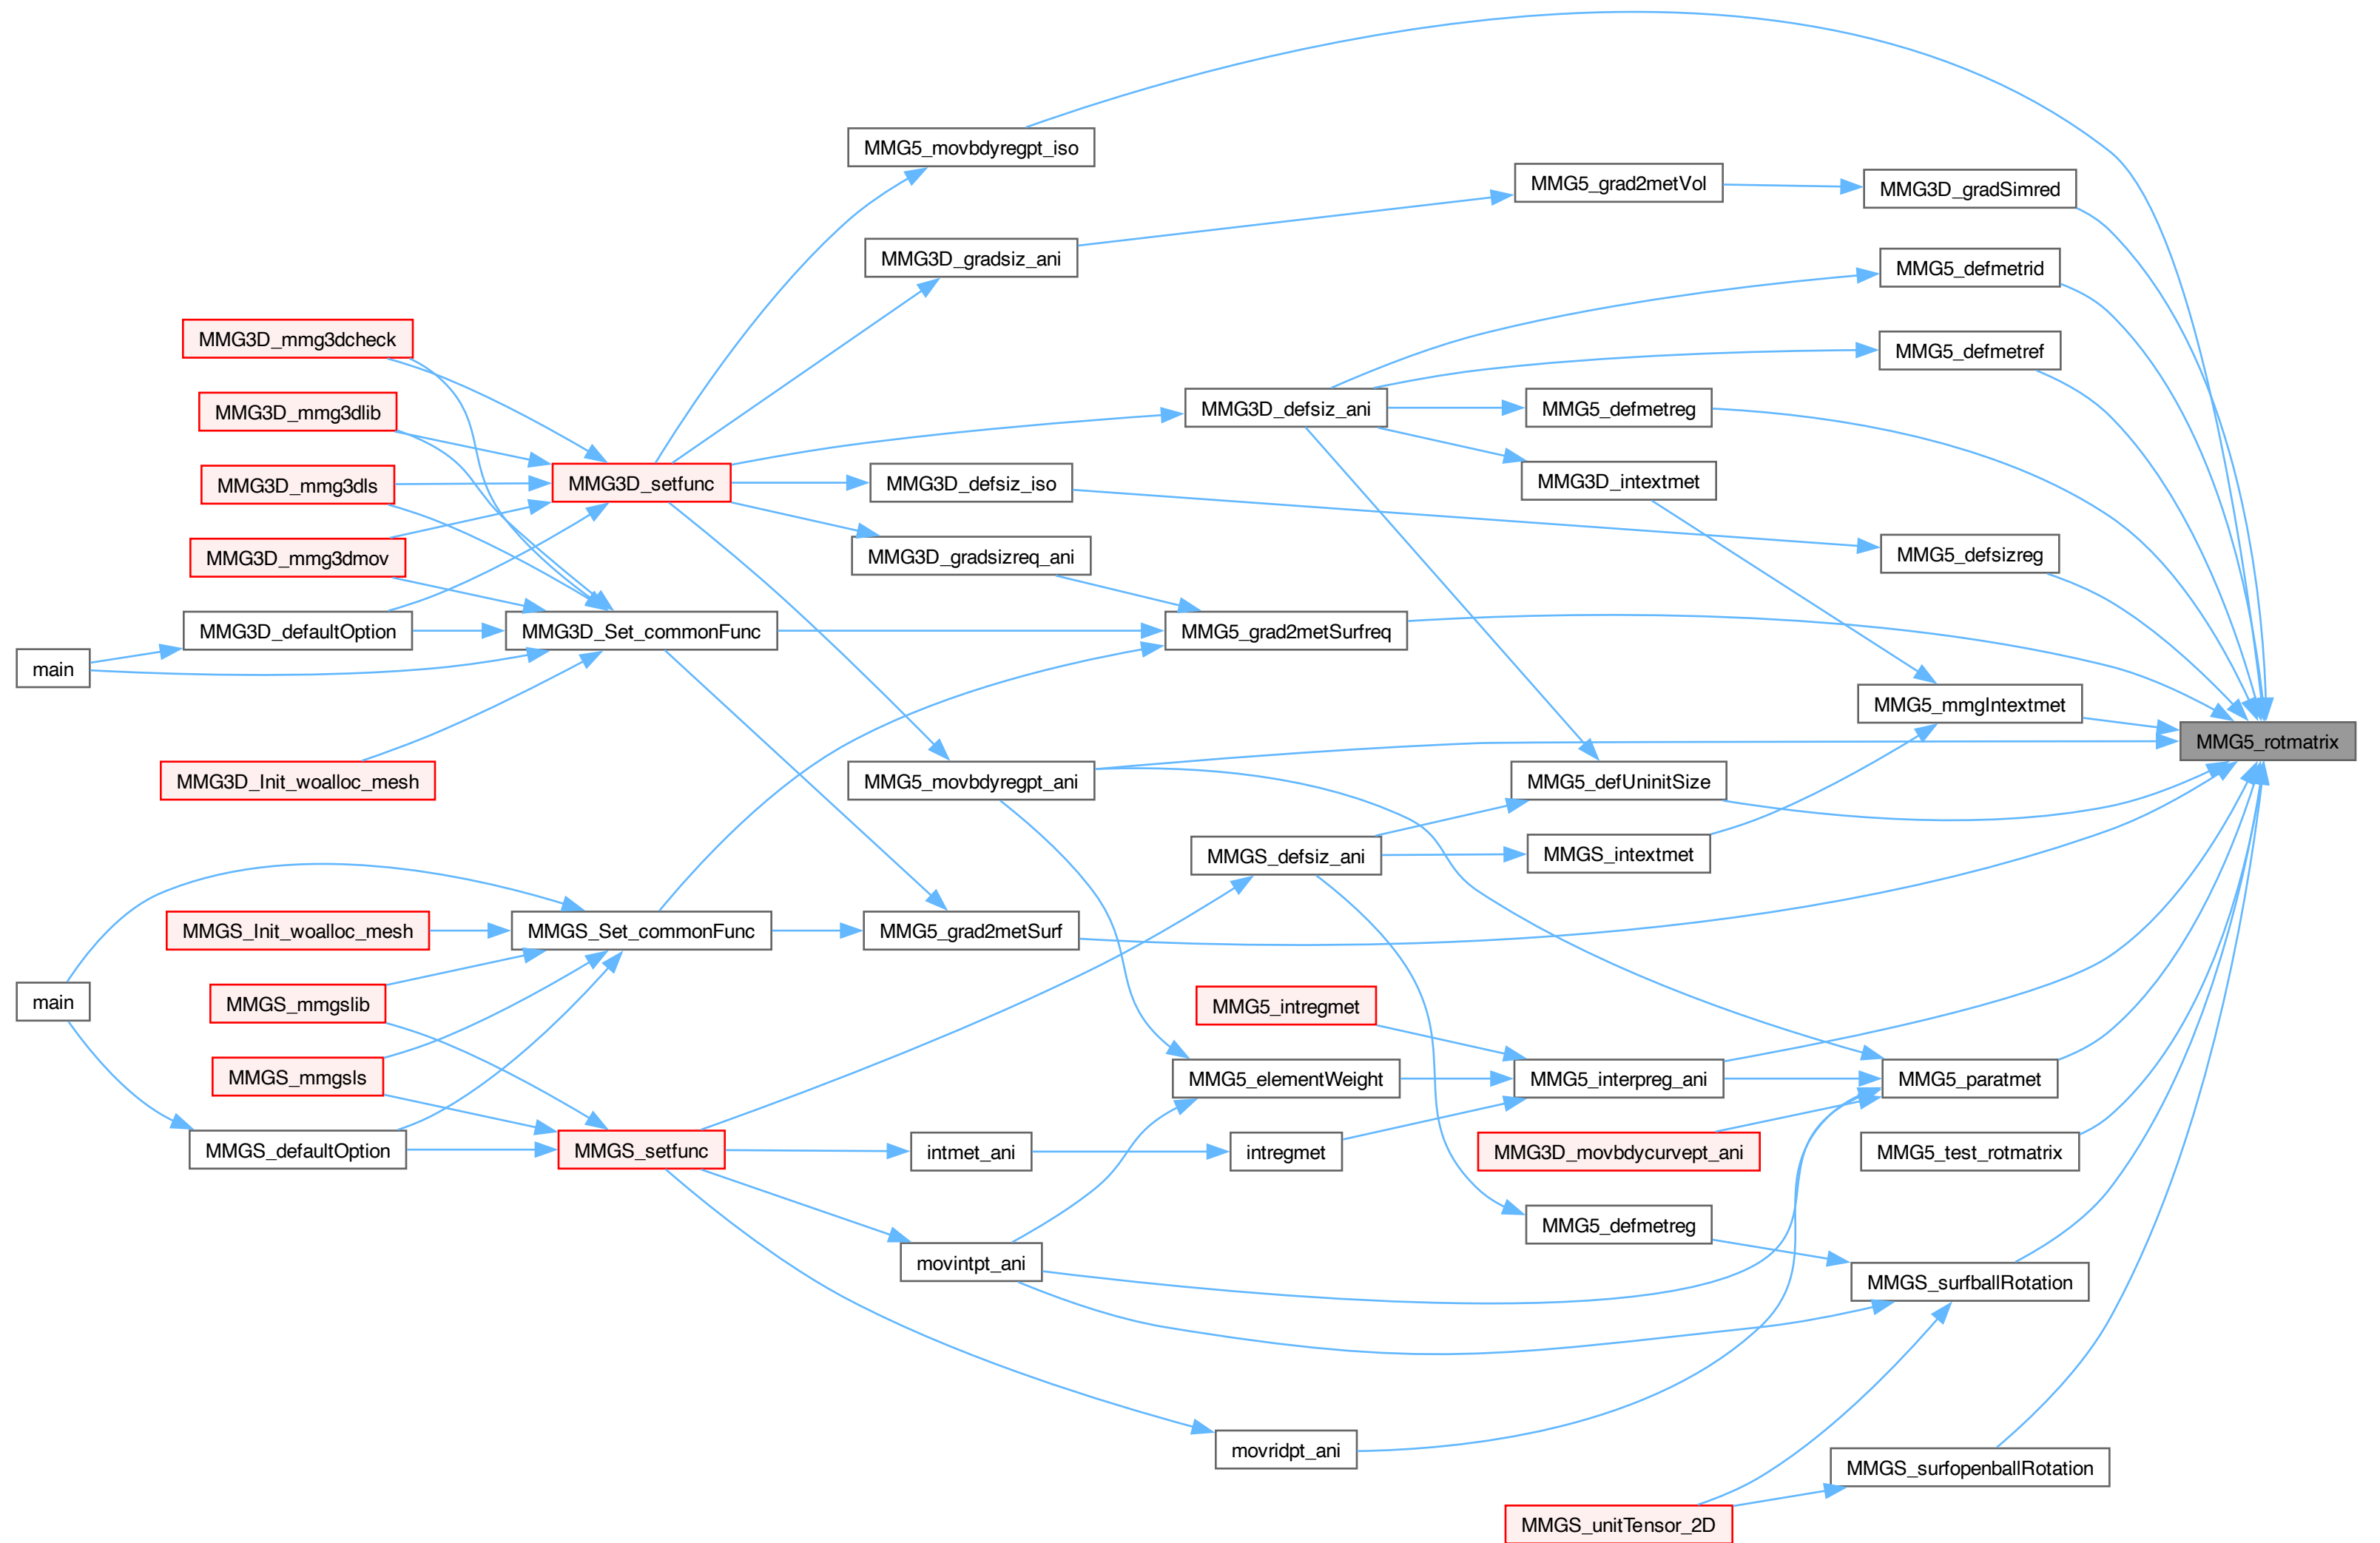 MMG5_movbdyregpt_iso
MMG5_grad2metVol
MMG3D_gradSimred
MMG3D_gradsiz_ani
MMG5_defmetrid
MMG3D_mmg3dcheck
MMG5_defmetref
MMG3D_mmg3dlib
MMG3D_defsiz_ani
MMG5_defmetreg
MMG3D_mmg3dls
MMG3D_setfunc
MMG3D_defsiz_iso
MMG3D_intextmet
MMG3D_mmg3dmov
MMG3D_gradsizreq_ani
MMG5_defsizreg
MMG3D_defaultOption
MMG3D_Set_commonFunc
MMG5_grad2metSurfreq
main
MMG5_mmgIntextmet
MMG5_rotmatrix
MMG3D_Init_woalloc_mesh
MMG5_movbdyregpt_ani
MMG5_defUninitSize
MMGS_defsiz_ani
MMGS_intextmet
MMGS_Init_woalloc_mesh
MMGS_Set_commonFunc
MMG5_grad2metSurf
main
MMGS_mmgslib
MMG5_intregmet
MMGS_mmgsls
MMG5_elementWeight
MMG5_interpreg_ani
MMG5_paratmet
MMGS_defaultOption
MMGS_setfunc
intmet_ani
intregmet
MMG3D_movbdycurvept_ani
MMG5_test_rotmatrix
MMG5_defmetreg
movintpt_ani
MMGS_surfballRotation
movridpt_ani
MMGS_surfopenballRotation
MMGS_unitTensor_2D